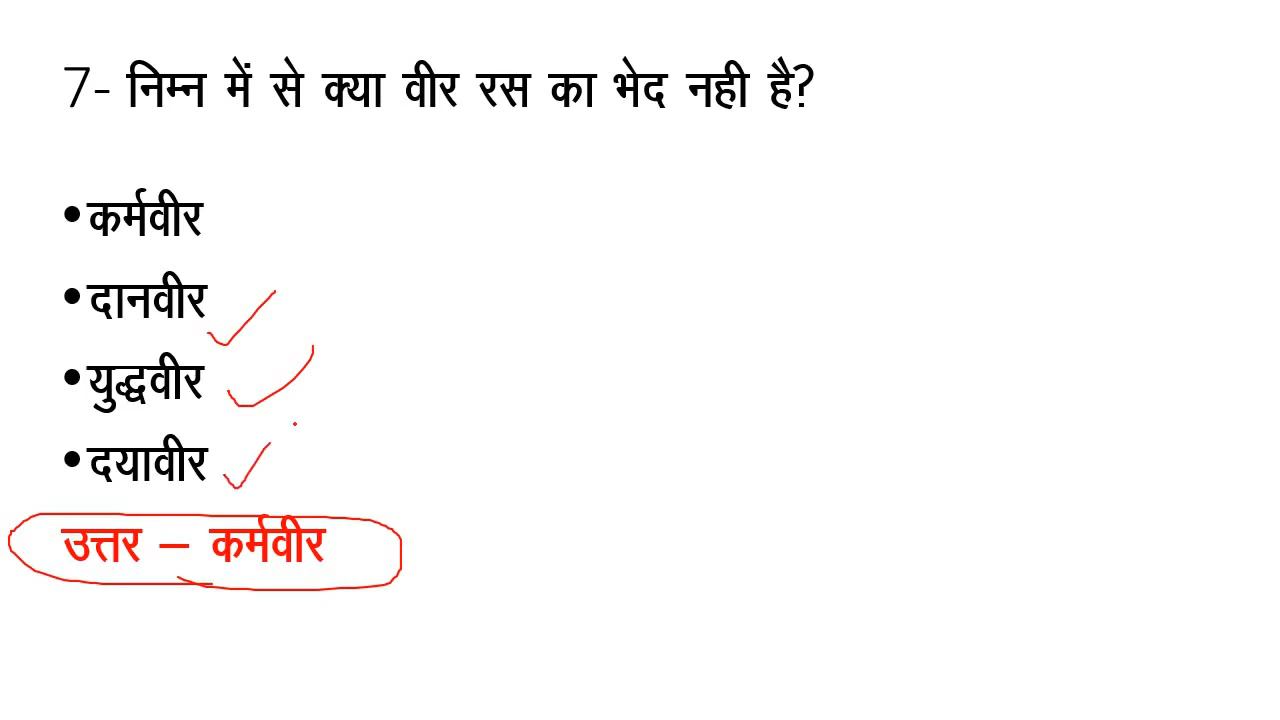 7- निम्न में से क्या वीर रस का भेद नही है?
•कर्मवीर
•दानवीर
•युद्धवीर
•दयावीर
उत्तर – कर्मवीर